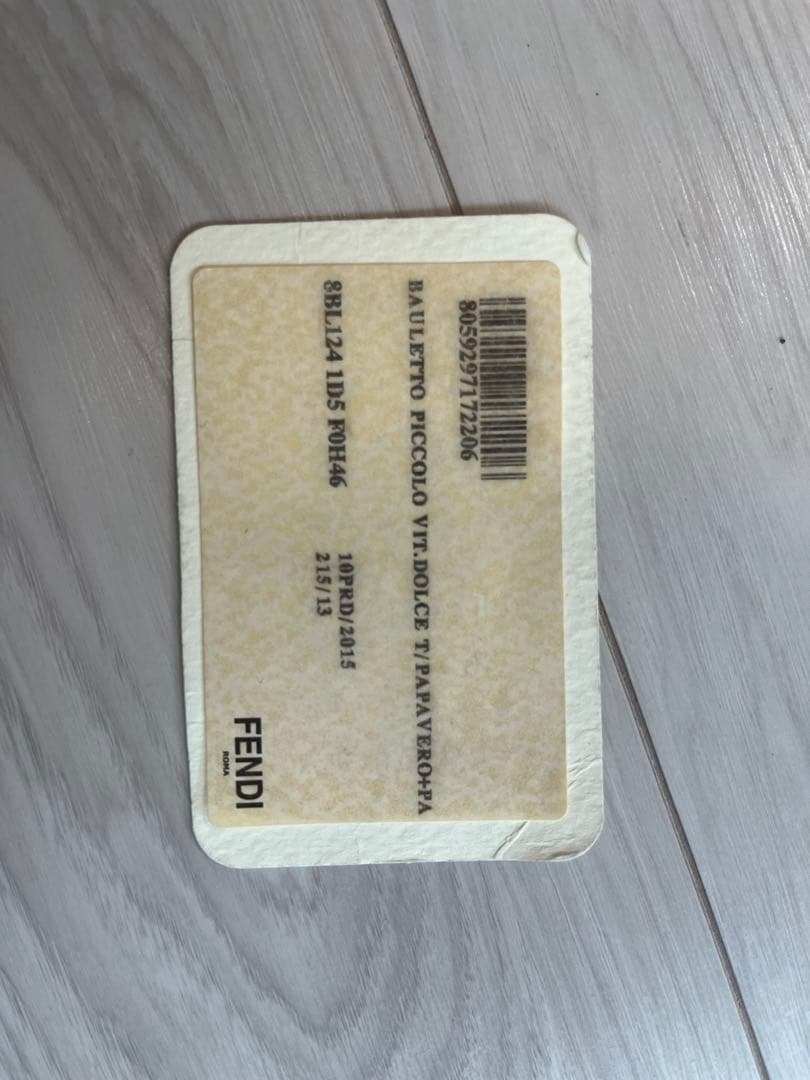 8059297172206
BAULETTO PICCOLO VIT.DOLCE T/PAPAVERO+PA
8BL124 1D5 F0H46
10PRD/2015
215/13
FENDI
ROMA